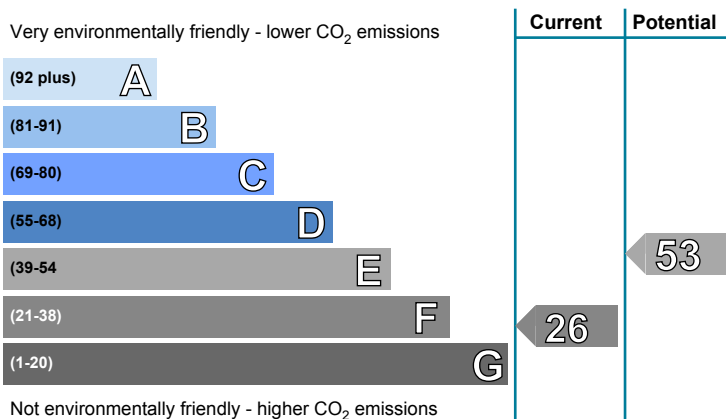 Current Potential
Very environmentally friendly - lower CO₂ emissions
(92 plus) A
(81-91) B
(69-80) C
(55-68) D
53
(39-54 E
(21-38) F
26
(1-20) G
Not environmentally friendly - higher CO₂ emissions